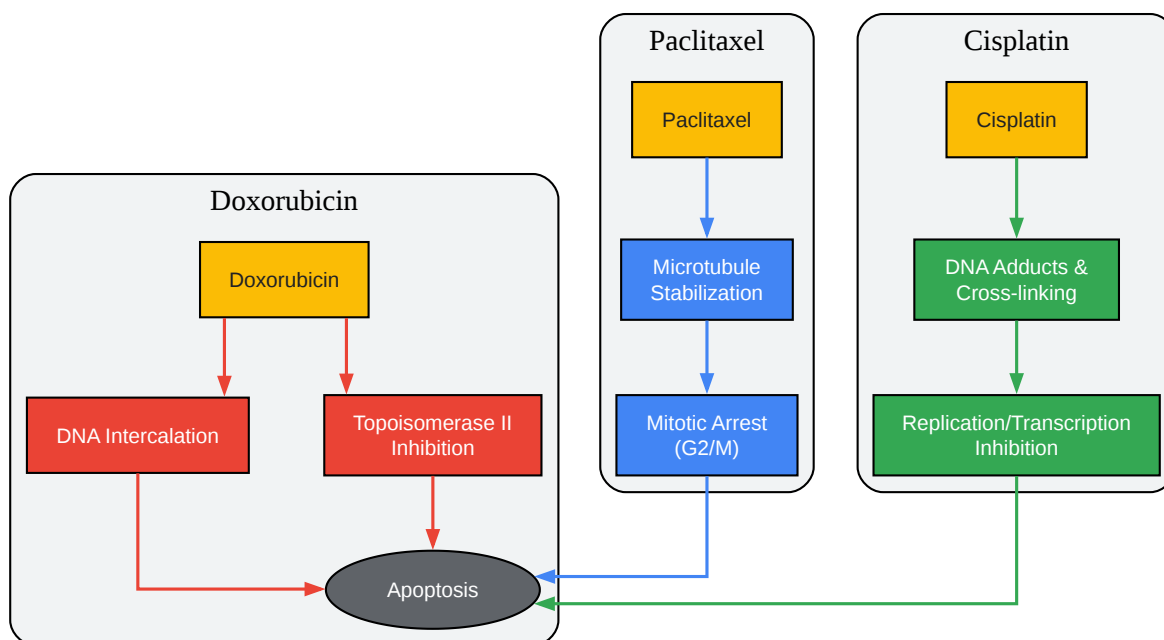 Paclitaxel
Cisplatin
Paclitaxel
Cisplatin
Doxorubicin
Doxorubicin
Microtubule
Stabilization
DNA Adducts &
Cross-linking
DNA Intercalation
Topoisomerase II
Inhibition
Mitotic Arrest
(G2/M)
Replication/Transcription
Inhibition
Apoptosis